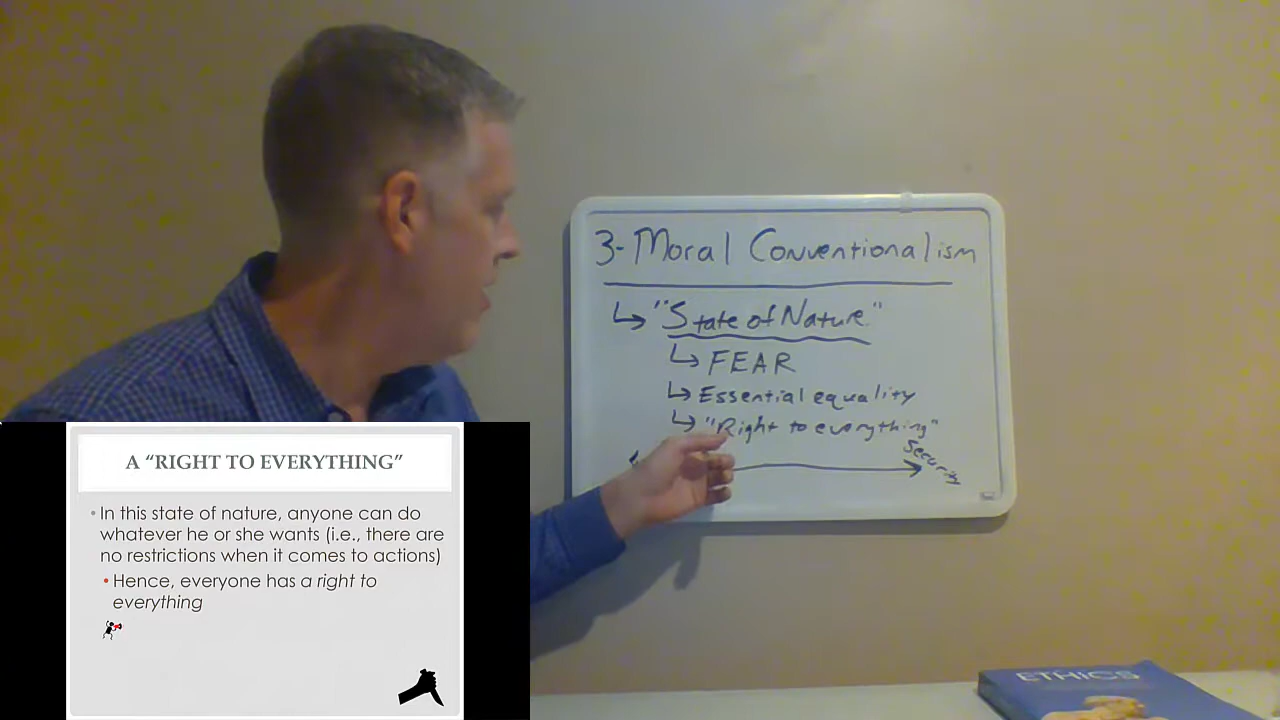 3- Moral Conventionalism
↳ "State of Nature"
↳ FEAR
↳ Essential equality
↳ "Right to everything"
Security
A "RIGHT TO EVERYTHING"
• In this state of nature, anyone can do
whatever he or she wants (i.e., there are
no restrictions when it comes to actions)
• Hence, everyone has a right to
everything
ETHICS